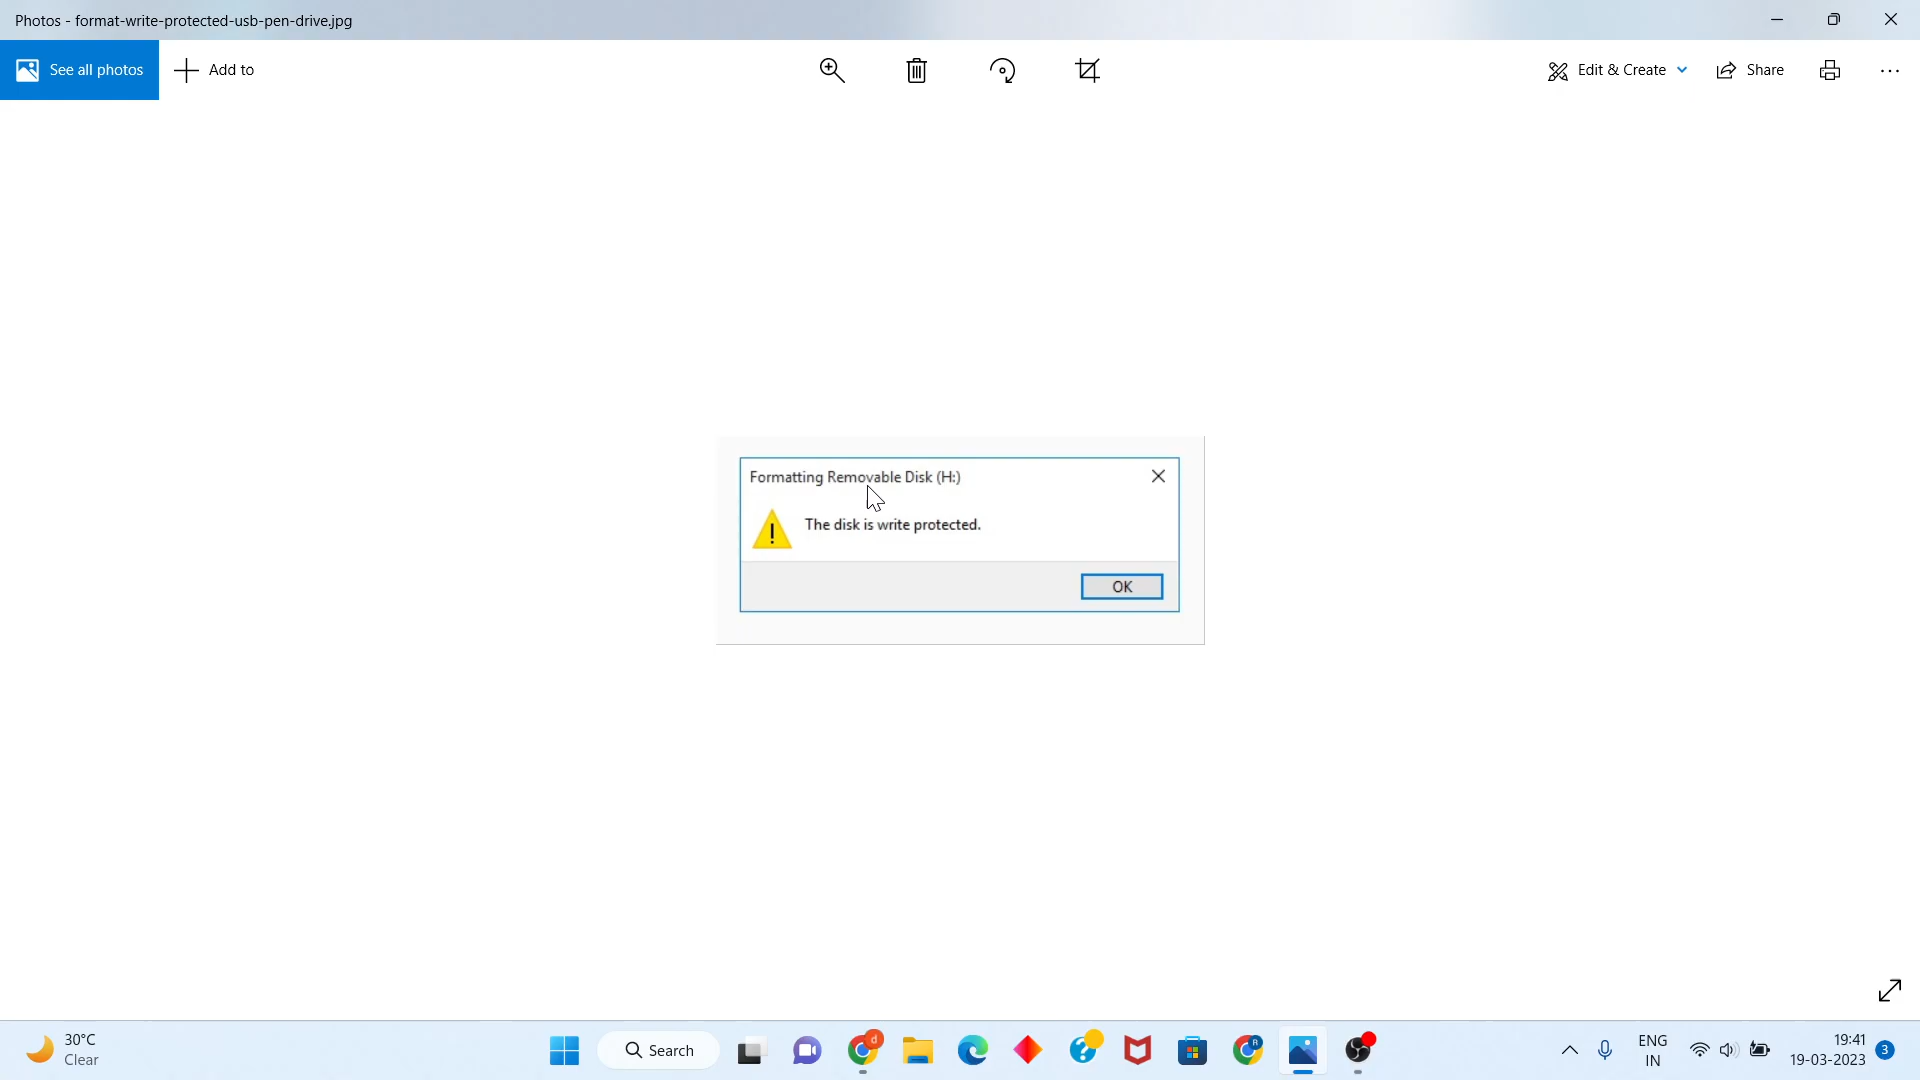 Photos - format-write-protected-usb-pen-drive.jpg
See all photos
Add to
Edit & Create
Share
Formatting Removable Disk (H:)
The disk is write protected.
OK
30°C
Clear
Search
d
R
ENG
IN
19:41
19-03-2023
3